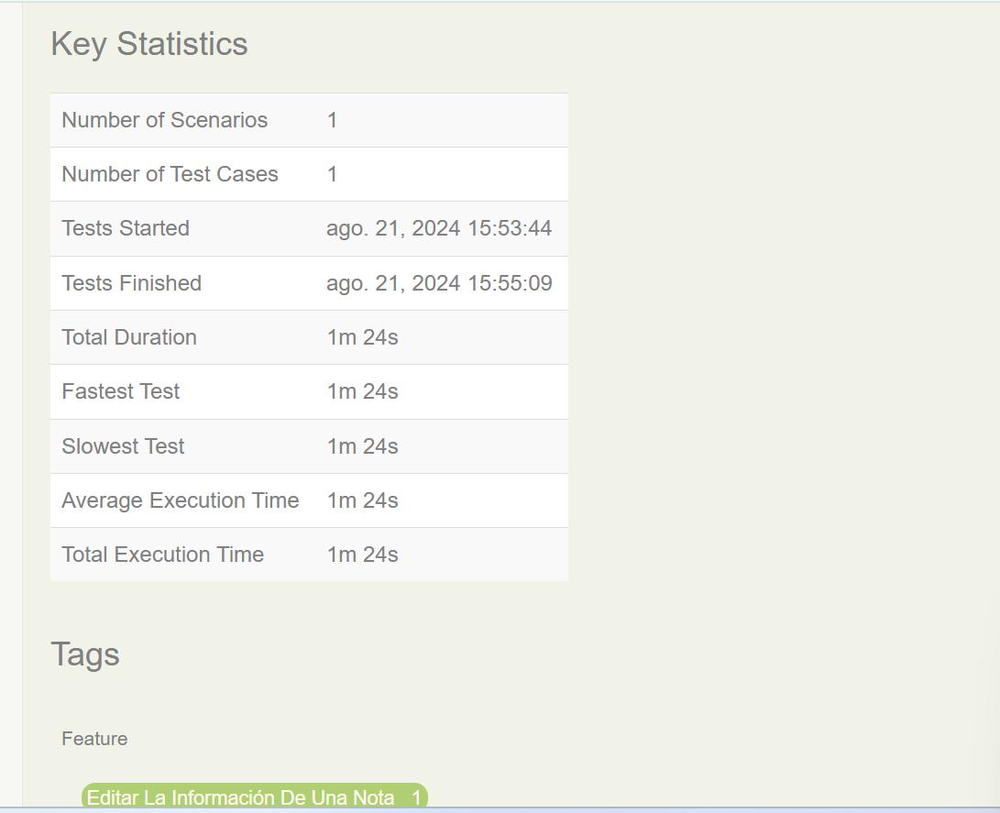 Key Statistics
Number of Scenarios 1
Number of Test Cases 1
Tests Started ago. 21, 2024 15:53:44
Tests Finished ago. 21, 2024 15:55:09
Total Duration 1m 24s
Fastest Test 1m 24s
Slowest Test 1m 24s
Average Execution Time 1m 24s
Total Execution Time 1m 24s
Tags
Feature
Editar La Información De Una Nota 1